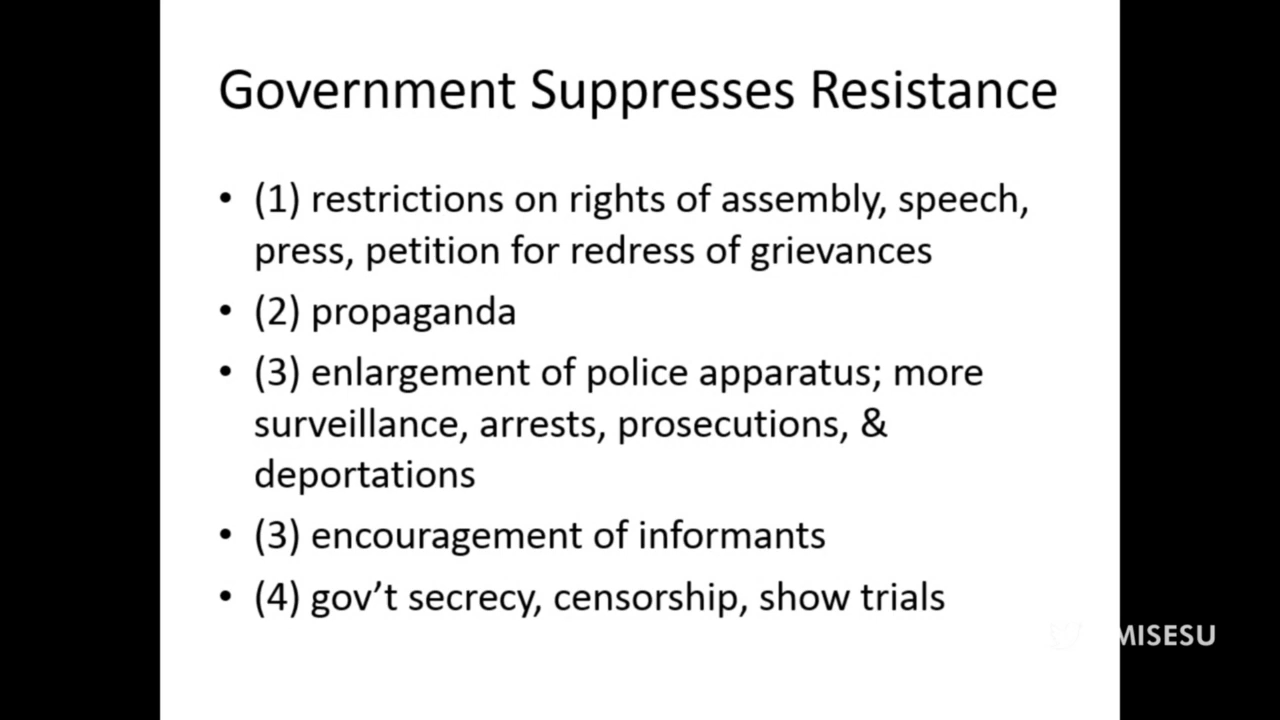 Government Suppresses Resistance
• (1) restrictions on rights of assembly, speech,
press, petition for redress of grievances
• (2) propaganda
• (3) enlargement of police apparatus; more
surveillance, arrests, prosecutions, &
deportations
• (3) encouragement of informants
• (4) gov’t secrecy, censorship, show trials
MISESU